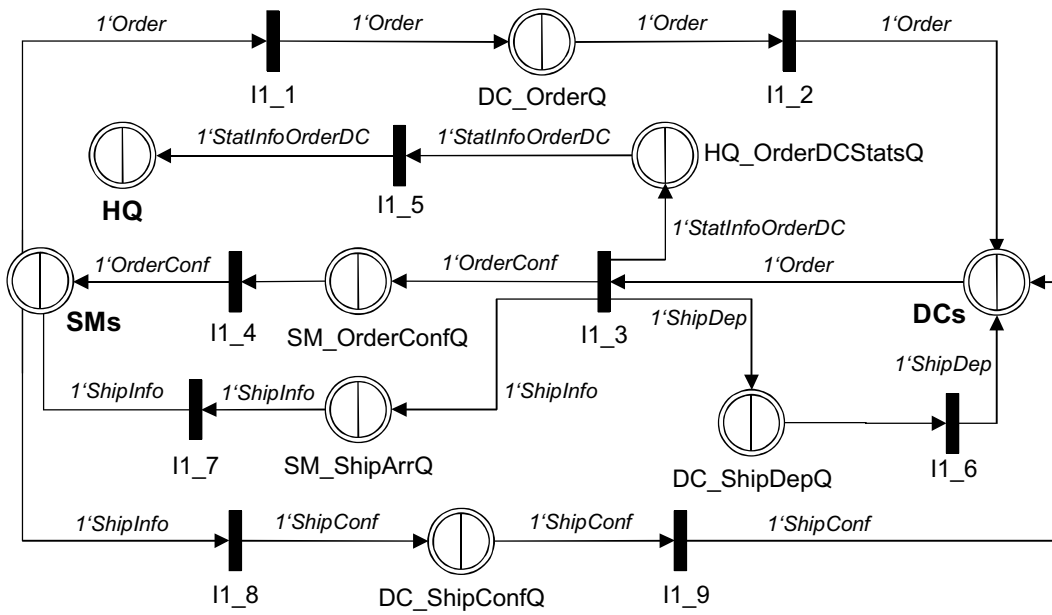 1‘Order 1‘Order 1‘Order 1‘Order
I1_1 DC_OrderQ I1_2
1‘StatInfoOrderDC 1‘StatInfoOrderDC
HQ_OrderDCStatsQ
HQ I1_5
1‘StatInfoOrderDC
1‘OrderConf 1‘OrderConf 1‘Order
SMs I1_4 SM_OrderConfQ I1_3 DCs
1‘ShipDep
1‘ShipDep
1‘ShipInfo 1‘ShipInfo 1‘ShipInfo
I1_7 SM_ShipArrQ DC_ShipDepQ I1_6
1‘ShipInfo 1‘ShipConf 1‘ShipConf 1‘ShipConf
I1_8 DC_ShipConfQ I1_9